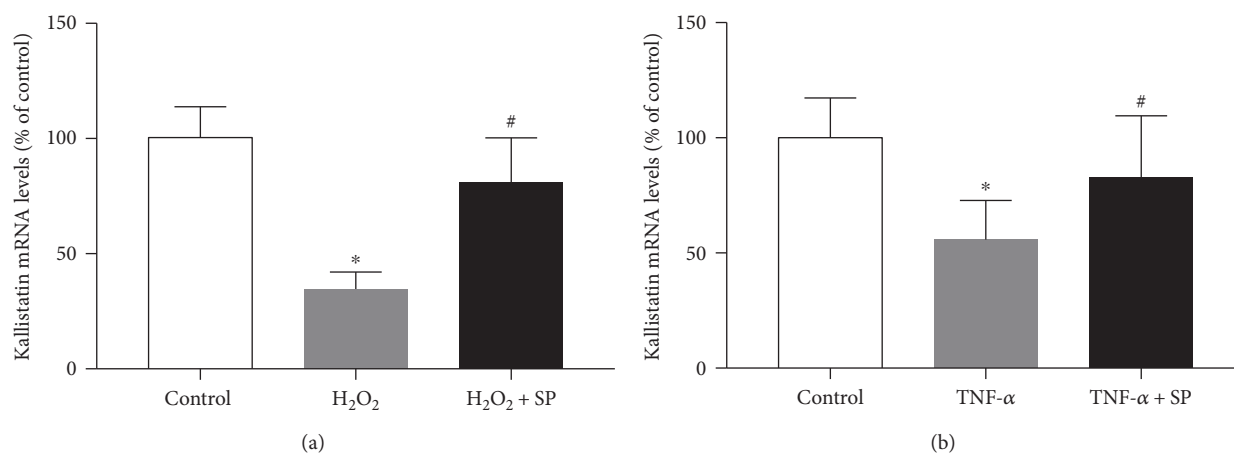 Kallistatin mRNA levels (% of control)
150
100
50
0
*
#
Control
H₂O₂
H₂O₂ + SP
(a)
Kallistatin mRNA levels (% of control)
150
100
50
0
*
#
Control
TNF-α
TNF-α + SP
(b)